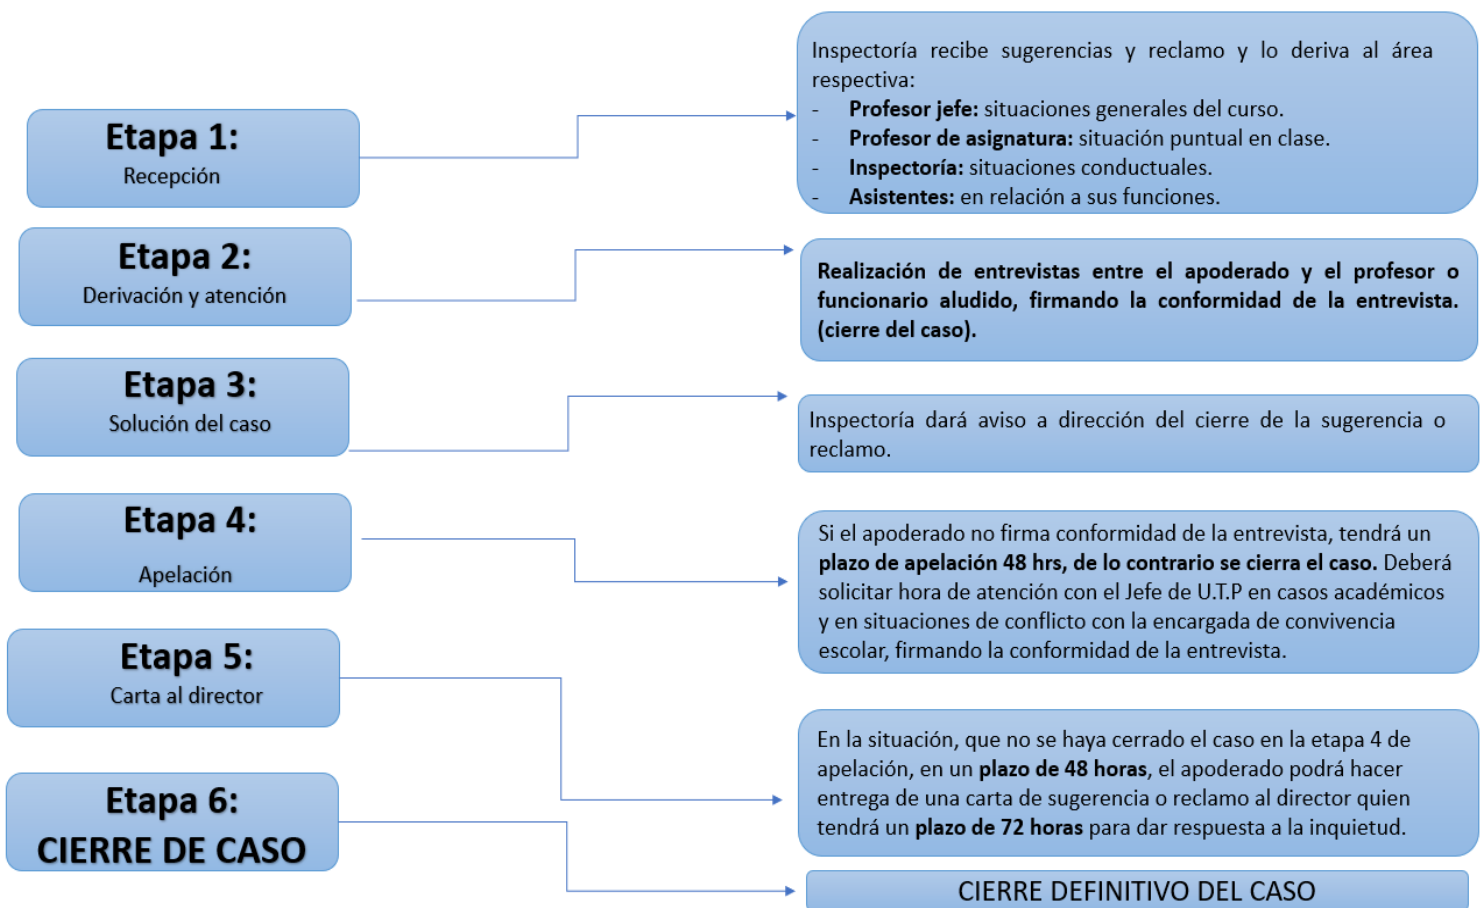 Etapa 1:
Recepción
Inspectoría recibe sugerencias y reclamo y lo deriva al área
respectiva:
- Profesor jefe: situaciones generales del curso.
- Profesor de asignatura: situación puntual en clase.
- Inspectoría: situaciones conductuales.
- Asistentes: en relación a sus funciones.
Etapa 2:
Derivación y atención
Realización de entrevistas entre el apoderado y el profesor o
funcionario aludido, firmando la conformidad de la entrevista.
(cierre del caso).
Etapa 3:
Solución del caso
Inspectoría dará aviso a dirección del cierre de la sugerencia o
reclamo.
Etapa 4:
Apelación
Si el apoderado no firma conformidad de la entrevista, tendrá un
plazo de apelación 48 hrs, de lo contrario se cierra el caso. Deberá
solicitar hora de atención con el Jefe de U.T.P en casos académicos
y en situaciones de conflicto con la encargada de convivencia
escolar, firmando la conformidad de la entrevista.
Etapa 5:
Carta al director
En la situación, que no se haya cerrado el caso en la etapa 4 de
apelación, en un plazo de 48 horas, el apoderado podrá hacer
entrega de una carta de sugerencia o reclamo al director quien
tendrá un plazo de 72 horas para dar respuesta a la inquietud.
Etapa 6:
CIERRE DE CASO
CIERRE DEFINITIVO DEL CASO